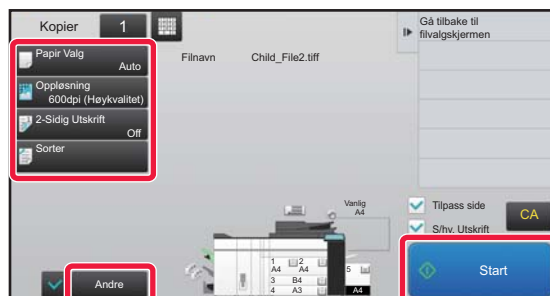 Kopier 1
Gå tilbake til
filvalgskjermen
Papir Valg
Auto
Filnavn Child_File2.tiff
Oppløsning
600dpi (Høykvalitet)
2-Sidig Utskrift
Off
Sorter
Vanlig
A4
Tilpass side
S/hv. Utskrift
CA
1 2
A4 A4
5
3 B4
4 A3
A4
Andre
Start